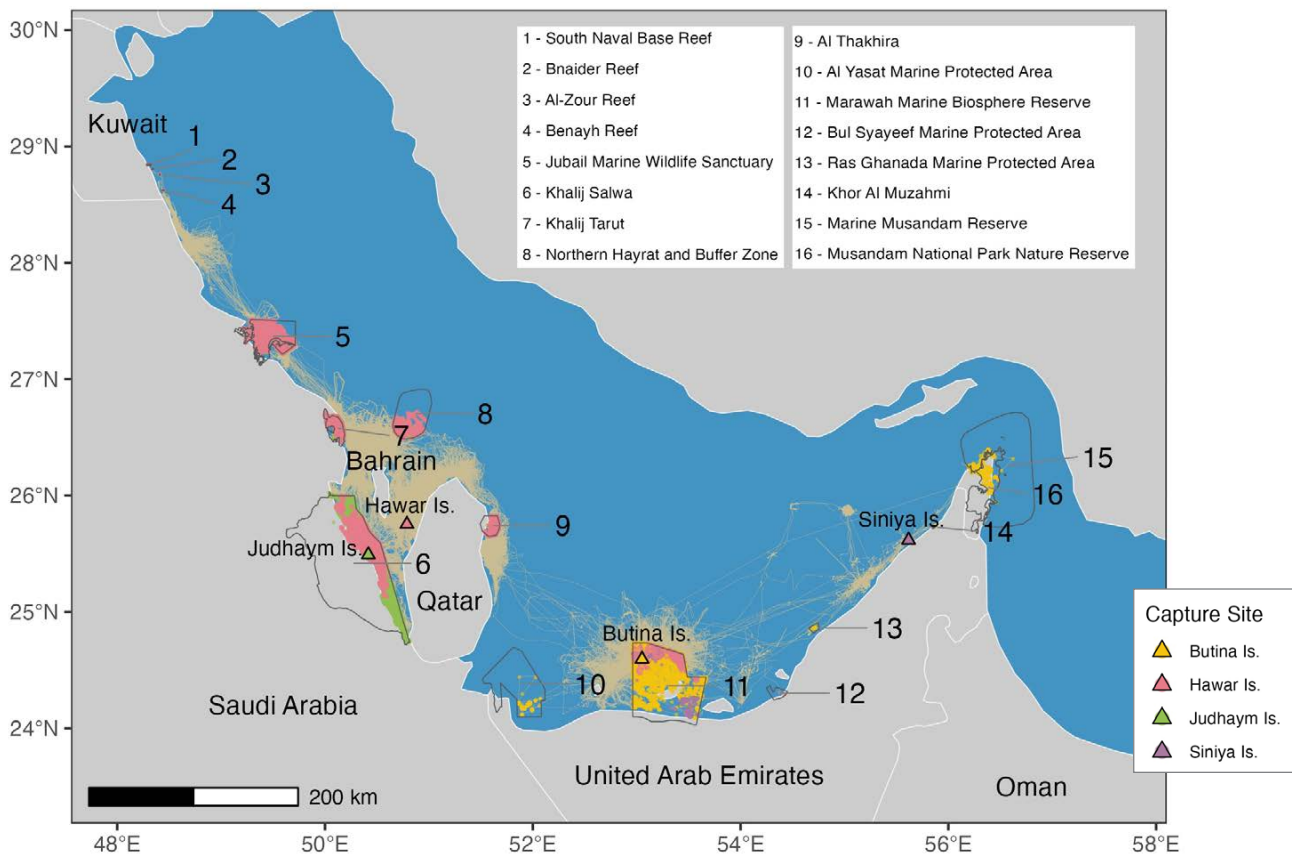 30°N
29°N
28°N
27°N
26°N
25°N
24°N
48°E
50°E
52°E
54°E
56°E
58°E
1 - South Naval Base Reef
2 - Bnaider Reef
3 - Al-Zour Reef
4 - Benayh Reef
5 - Jubail Marine Wildlife Sanctuary
6 - Khalij Salwa
7 - Khalij Tarut
8 - Northern Hayrat and Buffer Zone
9 - Al Thakhira
10 - Al Yasat Marine Protected Area
11 - Marawah Marine Biosphere Reserve
12 - Bul Syayeef Marine Protected Area
13 - Ras Ghanada Marine Protected Area
14 - Khor Al Muzahmi
15 - Marine Musandam Reserve
16 - Musandam National Park Nature Reserve
Kuwait
1
2
3
4
5
8
7
Bahrain
15
16
Hawar Is.
9
Siniya Is.
14
Judhaym Is.
6
Qatar
13
Butina Is.
10
11
12
Saudi Arabia
United Arab Emirates
Oman
200 km
Capture Site
Butina Is.
Hawar Is.
Judhaym Is.
Siniya Is.